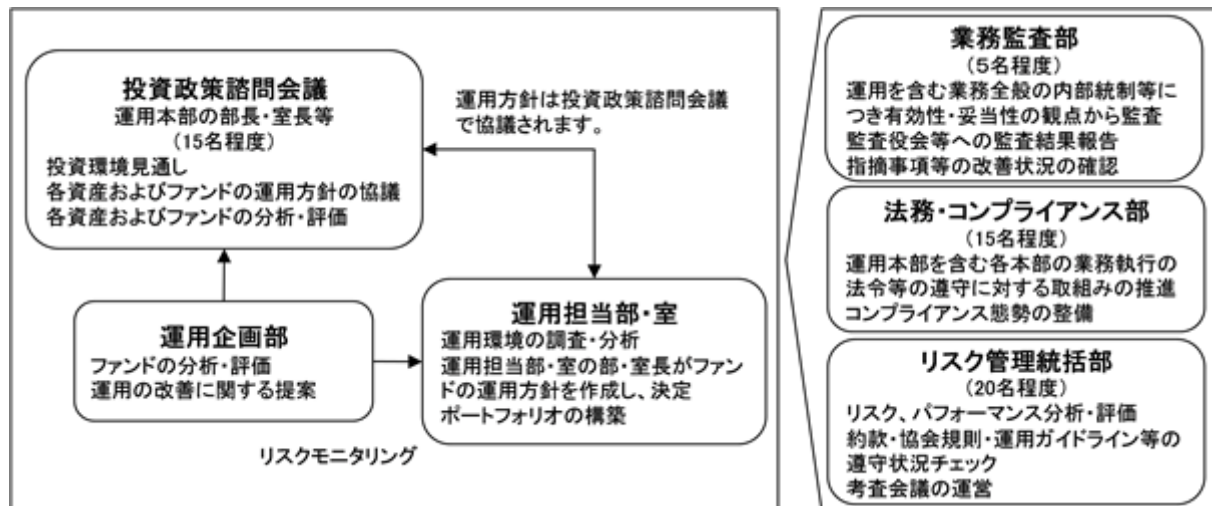 投資政策諮問会議
運用本部の部長・室長等
(15名程度)
投資環境見通し
各資産およびファンドの運用方針の協議
各資産およびファンドの分析・評価
運用方針は投資政策諮問会議
で協議されます。
運用企画部
ファンドの分析・評価
運用の改善に関する提案
運用担当部・室
運用環境の調査・分析
運用担当部・室の部・室長がファン
ドの運用方針を作成し、決定
ポートフォリオの構築
リスクモニタリング
業務監査部
(5名程度)
運用を含む業務全般の内部統制等に
つき有効性・妥当性の観点から監査
監査役会等への監査結果報告
指摘事項等の改善状況の確認
法務・コンプライアンス部
(15名程度)
運用本部を含む各本部の業務執行の
法令等の遵守に対する取組みの推進
コンプライアンス態勢の整備
リスク管理統括部
(20名程度)
リスク、パフォーマンス分析・評価
約款・協会規則・運用ガイドライン等の
遵守状況チェック
考査会議の運営